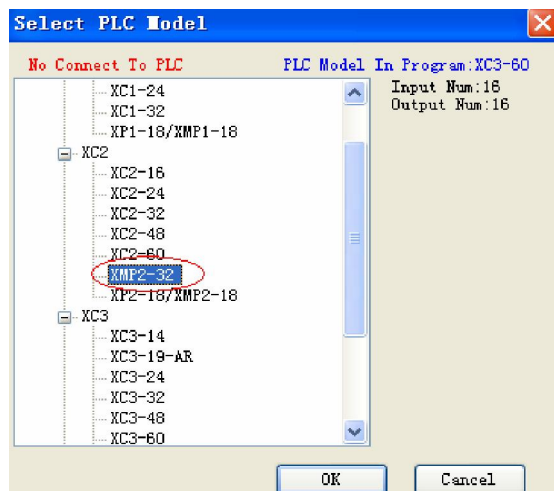 Select PLC Model
No Connect To PLC
PLC Model In Program:XC3-60
XC1-24
XC1-32
XP1-18/XMP1-18
XC2
XC2-16
XC2-24
XC2-32
XC2-48
XC2-60
XMP2-32
XP2-18/XMP2-18
XC3
XC3-14
XC3-19-AR
XC3-24
XC3-32
XC3-48
XC3-60
Input Num:16
Output Num:16
OK
Cancel